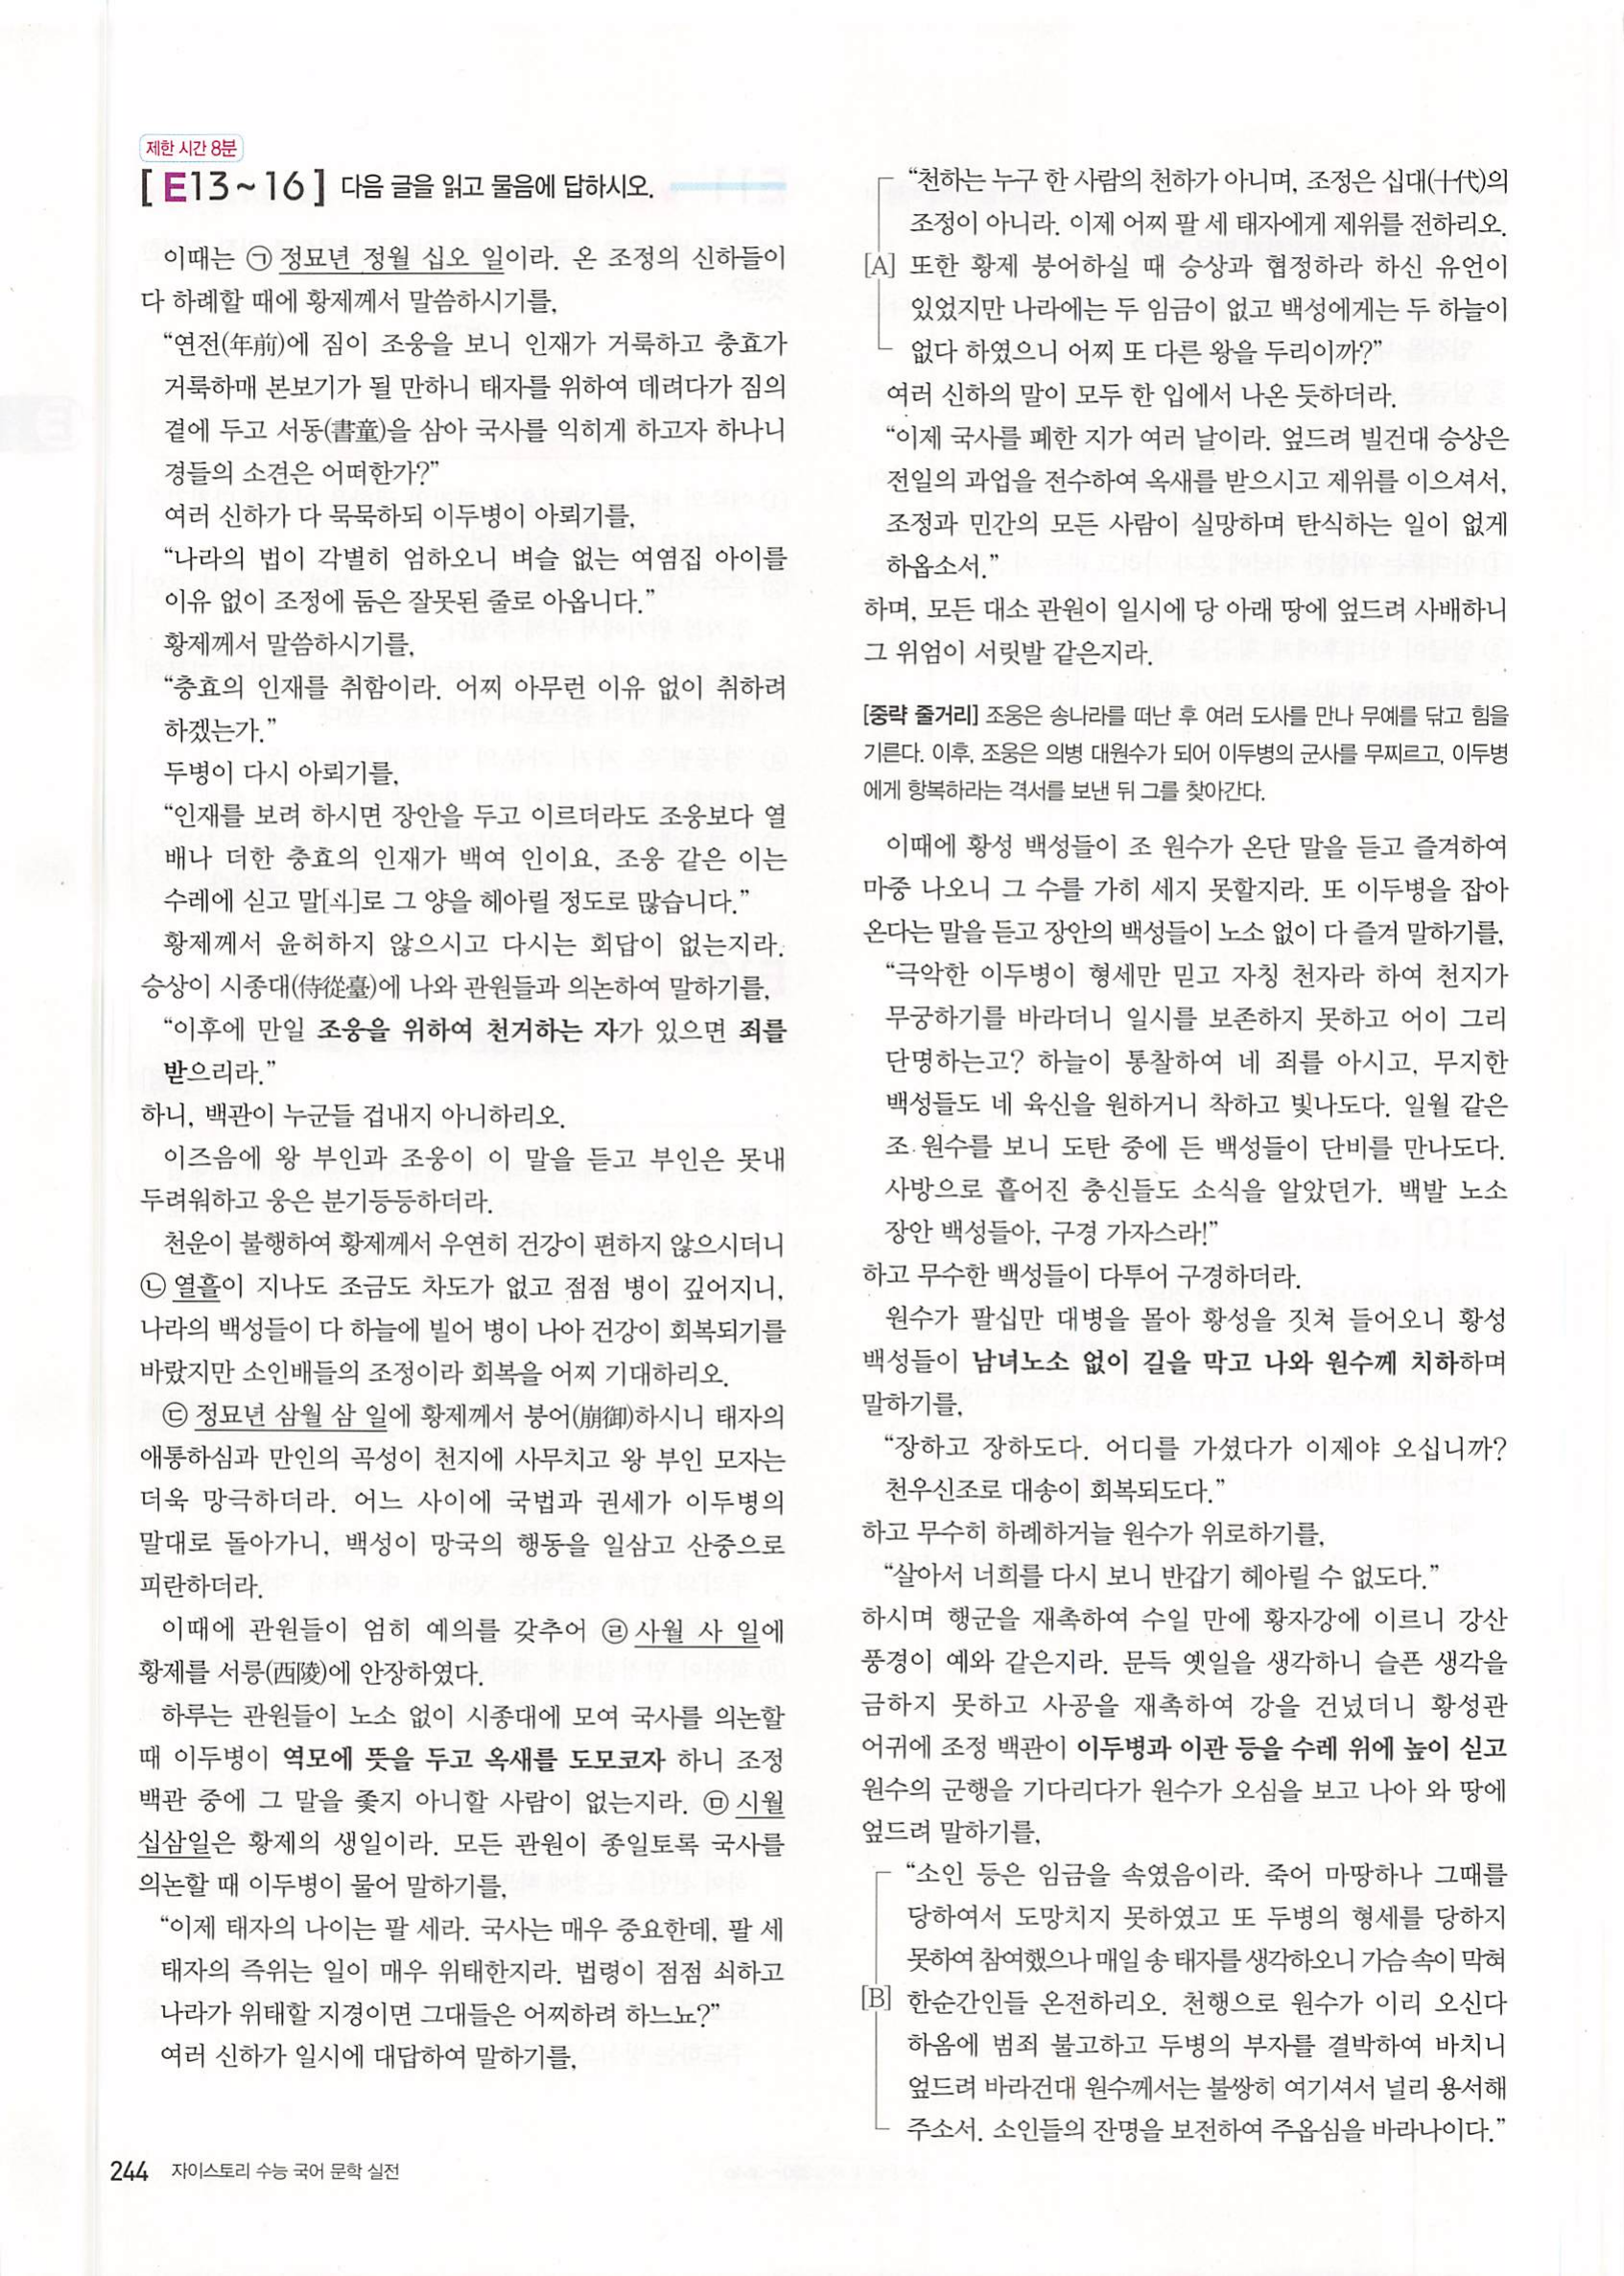 제한 시간 8분
[E13~16] 다음 글을 읽고 물음에 답하시오.
이때는 ㉠ 정묘년 정월 십오 일이라. 온 조정의 신하들이
다 하례할 때에 황제께서 말씀하시기를,
“연전(年前)에 짐이 조웅을 보니 인재가 거룩하고 충효가
거룩하매 본보기가 될 만하니 태자를 위하여 데려다가 짐의
곁에 두고 서동(書童)을 삼아 국사를 익히게 하고자 하나니
경들의 소견은 어떠한가?”
여러 신하가 다 묵묵하되 이두병이 아뢰기를,
“나라의 법이 각별히 엄하오니 벼슬 없는 여염집 아이를
이유 없이 조정에 둠은 잘못된 줄로 아옵니다.”
황제께서 말씀하시기를,
“충효의 인재를 취함이라. 어찌 아무런 이유 없이 취하려
하겠는가.”
두병이 다시 아뢰기를,
“인재를 보려 하시면 장안을 두고 이르더라도 조웅보다 열
배나 더한 충효의 인재가 백여 인이요, 조웅 같은 이는
수레에 싣고 말[斗]로 그 양을 헤아릴 정도로 많습니다.”
황제께서 윤허하지 않으시고 다시는 회답이 없는지라.
승상이 시종대(侍從臺)에 나와 관원들과 의논하여 말하기를,
“이후에 만일 조웅을 위하여 천거하는 자가 있으면 죄를
받으리라.”
하니, 백관이 누군들 겁내지 아니하리오.
이즈음에 왕 부인과 조웅이 이 말을 듣고 부인은 못내
두려워하고 웅은 분기등등하더라.
천운이 불행하여 황제께서 우연히 건강이 편하지 않으시더니
㉡ 열흘이 지나도 조금도 차도가 없고 점점 병이 깊어지니,
나라의 백성들이 다 하늘에 빌어 병이 나아 건강이 회복되기를
바랐지만 소인배들의 조정이라 회복을 어찌 기대하리오.
㉢ 정묘년 삼월 삼 일에 황제께서 붕어(崩御)하시니 태자의
애통하심과 만인의 곡성이 천지에 사무치고 왕 부인 모자는
더욱 망극하더라. 어느 사이에 국법과 권세가 이두병의
말대로 돌아가니, 백성이 망국의 행동을 일삼고 산중으로
피란하더라.
이때에 관원들이 엄히 예의를 갖추어 ㉣ 사월 사 일에
황제를 서릉(西陵)에 안장하였다.
하루는 관원들이 노소 없이 시종대에 모여 국사를 의논할
때 이두병이 역모에 뜻을 두고 옥새를 도모코자 하니 조정
백관 중에 그 말을 좇지 아니할 사람이 없는지라. ㉤ 시월
십삼일은 황제의 생일이라. 모든 관원이 종일토록 국사를
의논할 때 이두병이 물어 말하기를,
“이제 태자의 나이는 팔 세라. 국사는 매우 중요한데, 팔 세
태자의 즉위는 일이 매우 위태한지라. 법령이 점점 쇠하고
나라가 위태할 지경이면 그대들은 어찌하려 하느뇨?”
여러 신하가 일시에 대답하여 말하기를,
“천하는 누구 한 사람의 천하가 아니며, 조정은 십대(十代)의
조정이 아니라. 이제 어찌 팔 세 태자에게 제위를 전하리오.
[A] 또한 황제 붕어하실 때 승상과 협정하라 하신 유언이
있었지만 나라에는 두 임금이 없고 백성에게는 두 하늘이
없다 하였으니 어찌 또 다른 왕을 두리이까?”
여러 신하의 말이 모두 한 입에서 나온 듯하더라.
“이제 국사를 폐한 지가 여러 날이라. 엎드려 빌건대 승상은
전일의 과업을 전수하여 옥새를 받으시고 제위를 이으셔서,
조정과 민간의 모든 사람이 실망하며 탄식하는 일이 없게
하옵소서.”
하며, 모든 대소 관원이 일시에 당 아래 땅에 엎드려 사배하니
그 위엄이 서릿발 같은지라.
[중략 줄거리] 조웅은 송나라를 떠난 후 여러 도사를 만나 무예를 닦고 힘을
기른다. 이후, 조웅은 의병 대원수가 되어 이두병의 군사를 무찌르고, 이두병
에게 항복하라는 격서를 보낸 뒤 그를 찾아간다.
이때에 황성 백성들이 조 원수가 온단 말을 듣고 즐겨하여
마중 나오니 그 수를 가히 세지 못할지라. 또 이두병을 잡아
온다는 말을 듣고 장안의 백성들이 노소 없이 다 즐겨 말하기를,
“극악한 이두병이 형세만 믿고 자칭 천자라 하여 천지가
무궁하기를 바라더니 일시를 보존하지 못하고 어이 그리
단명하는고? 하늘이 통찰하여 네 죄를 아시고, 무지한
백성들도 네 육신을 원하거니 착하고 빛나도다. 일월 같은
조 원수를 보니 도탄 중에 든 백성들이 단비를 만나도다.
사방으로 흩어진 충신들도 소식을 알았던가. 백발 노소
장안 백성들아, 구경 가자스라!”
하고 무수한 백성들이 다투어 구경하더라.
원수가 팔십만 대병을 몰아 황성을 짓쳐 들어오니 황성
백성들이 남녀노소 없이 길을 막고 나와 원수께 치하하며
말하기를,
“장하고 장하도다. 어디를 가셨다가 이제야 오십니까?
천우신조로 대송이 회복되도다.”
하고 무수히 하례하거늘 원수가 위로하기를,
“살아서 너희를 다시 보니 반갑기 헤아릴 수 없도다.”
하시며 행군을 재촉하여 수일 만에 황자강에 이르니 강산
풍경이 예와 같은지라. 문득 옛일을 생각하니 슬픈 생각을
금하지 못하고 사공을 재촉하여 강을 건넜더니 황성관
어귀에 조정 백관이 이두병과 이관 등을 수레 위에 높이 싣고
원수의 군행을 기다리다가 원수가 오심을 보고 나아 와 땅에
엎드려 말하기를,
“소인 등은 임금을 속였음이라. 죽어 마땅하나 그때를
당하여서 도망치지 못하였고 또 두병의 형세를 당하지
못하여 참여했으나 매일 송 태자를 생각하오니 가슴 속이 막혀
[B] 한순간인들 온전하리오. 천행으로 원수가 이리 오신다
하옴에 범죄 불고하고 두병의 부자를 결박하여 바치니
엎드려 바라건대 원수께서는 불쌍히 여기셔서 널리 용서해
주소서. 소인들의 잔명을 보전하여 주옵심을 바라나이다.”
244 자이스토리 수능 국어 문학 실전